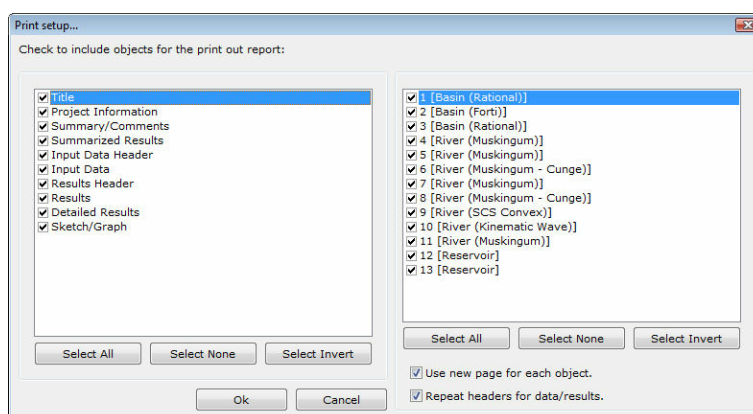 Print setup...
Check to include objects for the print out report:
Title
Project Information
Summary/Comments
Summarized Results
Input Data Header
Input Data
Results Header
Results
Detailed Results
Sketch/Graph
Select All
Select None
Select Invert
1 [Basin (Rational)]
2 [Basin (Forti)]
3 [Basin (Rational)]
4 [River (Muskingum)]
5 [River (Muskingum)]
6 [River (Muskingum - Cunge)]
7 [River (Muskingum)]
8 [River (Muskingum - Cunge)]
9 [River (SCS Convex)]
10 [River (Kinematic Wave)]
11 [River (Muskingum)]
12 [Reservoir]
13 [Reservoir]
Select All
Select None
Select Invert
Use new page for each object.
Repeat headers for data/results.
Ok
Cancel